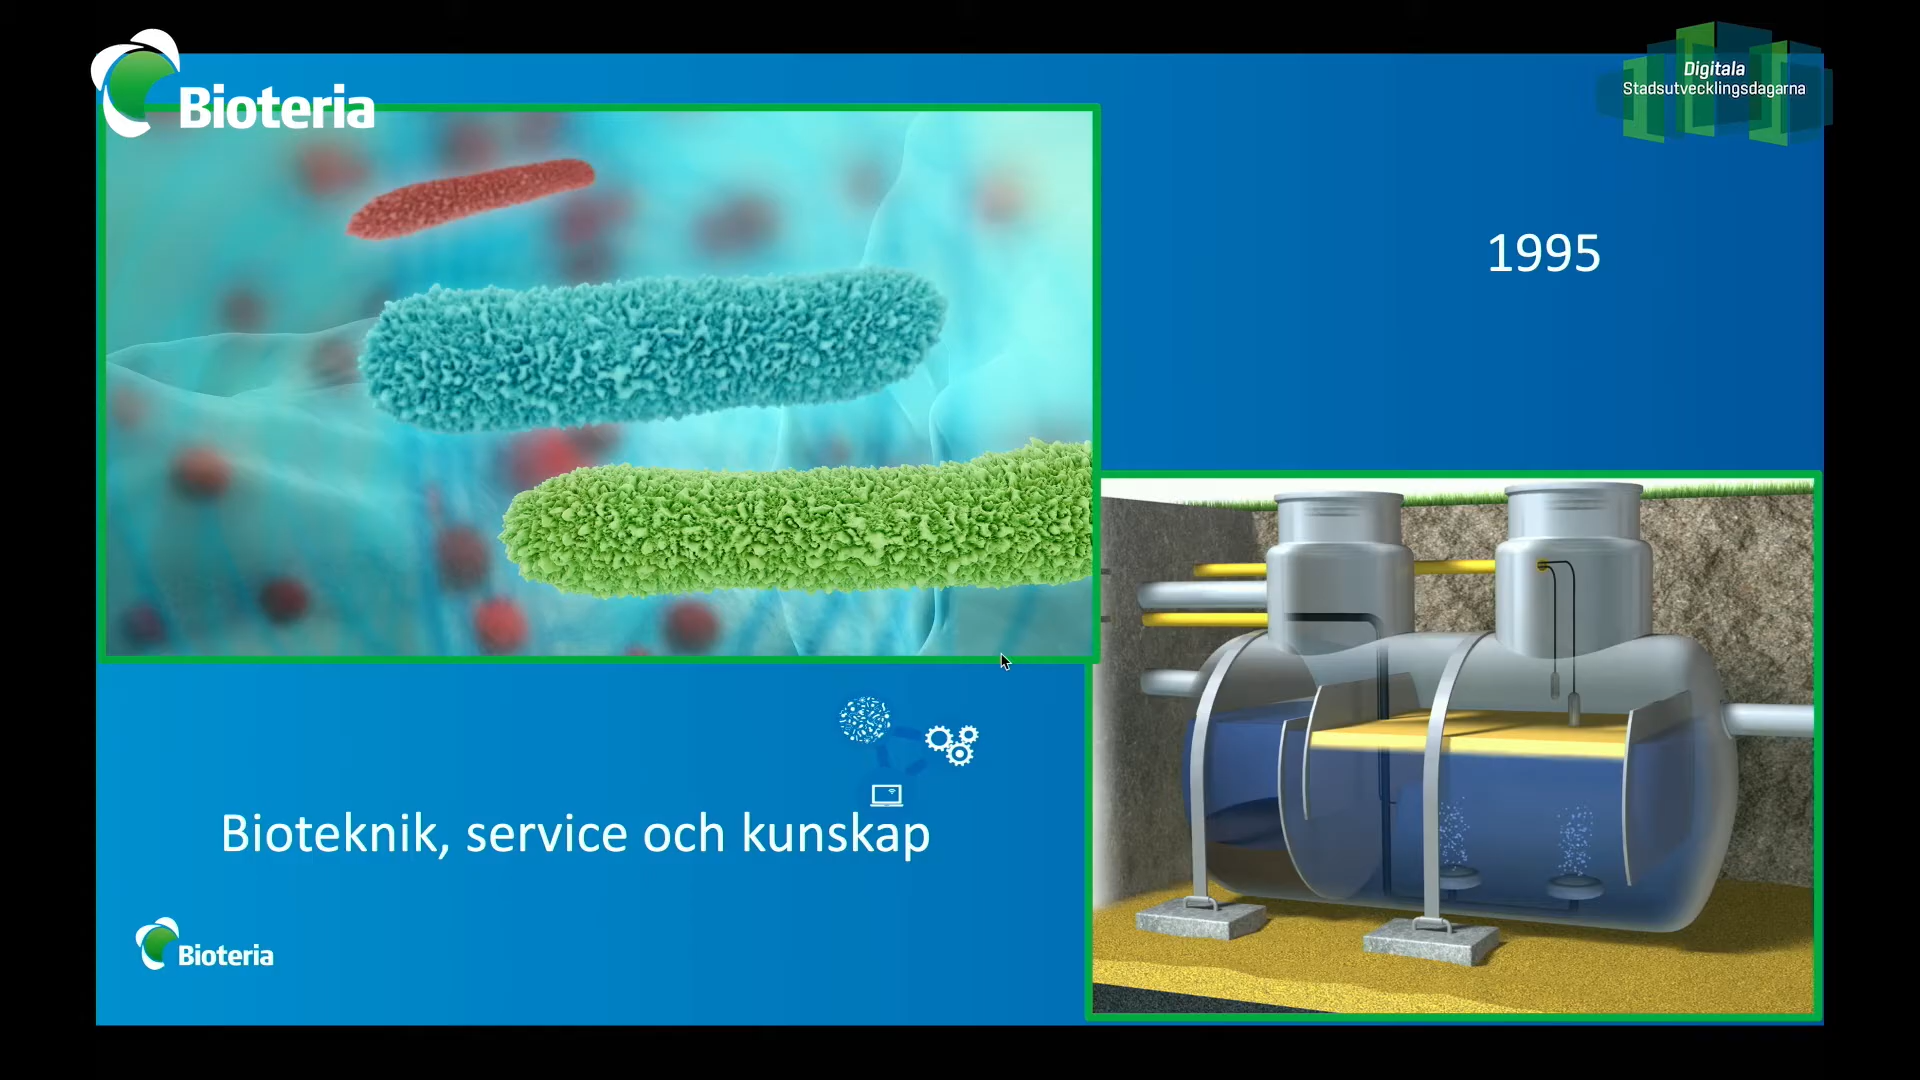 Bioteria
Digitala
Stadsutvecklingsdagarna
1995
Bioteknik, service och kunskap
Bioteria